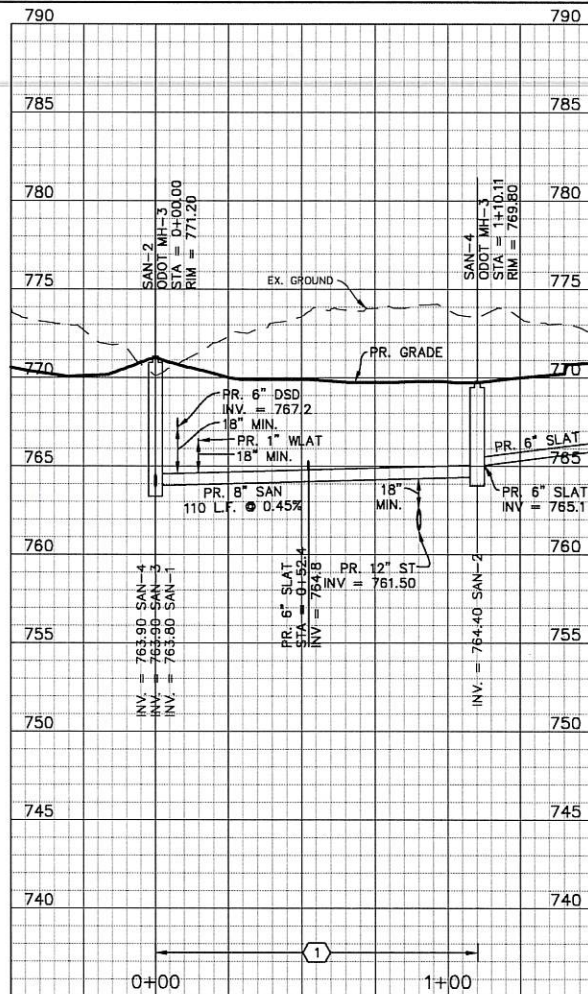 790 790
785 785
780 780
SAN-2
ODOT MH-3
STA = 0+00.00
RIM = 771.20
SAN-4
ODOT MH-3
STA = 1+10.11
RIM = 769.80
775 775
EX. GROUND
770 770
PR. GRADE
PR. 6" DSD
INV. = 767.2
18" MIN.
PR. 1" WLAT
18" MIN.
765 765
PR. 6" SLAT
PR. 8" SAN
110 L.F. @ 0.45%
18"
MIN.
PR. 6" SLAT
INV = 765.1
760 760
PR. 12" ST
INV = 761.50
PR. 6" SLAT
STA = 0+52.4
INV = 764.8
INV. = 763.90 SAN-4
INV. = 763.90 SAN-3
INV. = 763.80 SAN-1
INV. = 764.40 SAN-2
755 755
750 750
745 745
740 740
1
0+00 1+00